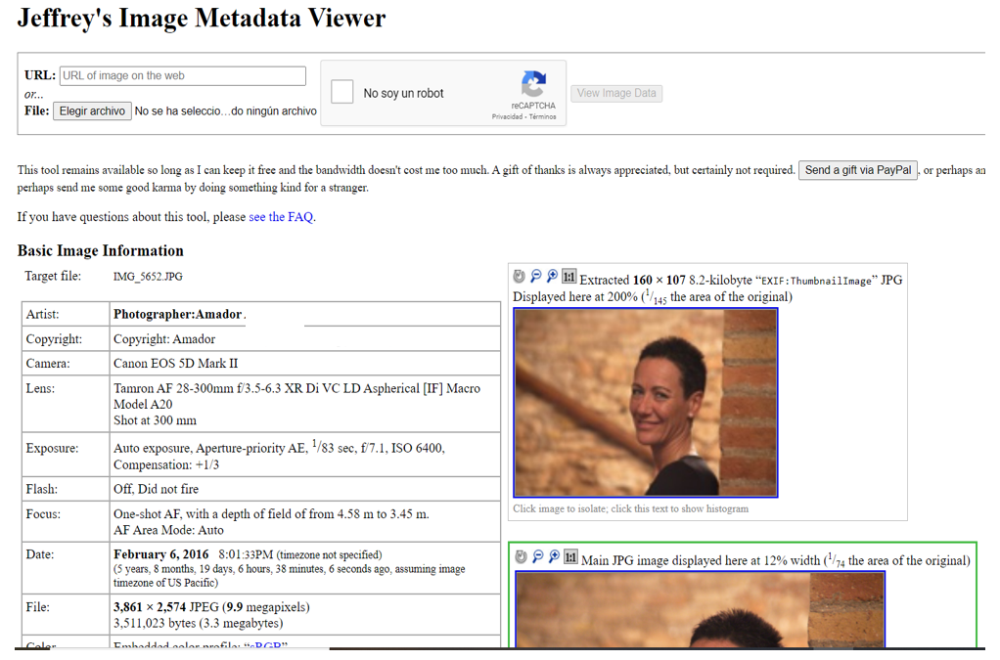 Jeffrey's Image Metadata Viewer
URL: URL of image on the web
or...
File: Elegir archivo No se ha seleccio...do ningún archivo
No soy un robot
reCAPTCHA
Privacidad - Términos
View Image Data
This tool remains available so long as I can keep it free and the bandwidth doesn't cost me too much. A gift of thanks is always appreciated, but certainly not required. Send a gift via PayPal, or perhaps an
perhaps send me some good karma by doing something kind for a stranger.
If you have questions about this tool, please see the FAQ.
Basic Image Information
Target file: IMG_5652.JPG
Artist: Photographer:Amador.
Copyright: Copyright: Amador
Camera: Canon EOS 5D Mark II
Lens: Tamron AF 28-300mm f/3.5-6.3 XR Di VC LD Aspherical [IF] Macro
Model A20
Shot at 300 mm
Exposure: Auto exposure, Aperture-priority AE, 1/83 sec, f/7.1, ISO 6400,
Compensation: +1/3
Flash: Off, Did not fire
Focus: One-shot AF, with a depth of field of from 4.58 m to 3.45 m.
AF Area Mode: Auto
Date: February 6, 2016 8:01:33PM (timezone not specified)
(5 years, 8 months, 19 days, 6 hours, 38 minutes, 6 seconds ago, assuming image
timezone of US Pacific)
File: 3,861 × 2,574 JPEG (9.9 megapixels)
3,511,023 bytes (3.3 megabytes)
Color Embedded color profile: “sRGB”
1:1 Extracted 160 × 107 8.2-kilobyte “EXIF:ThumbnailImage” JPG
Displayed here at 200% (1/145 the area of the original)
Click image to isolate; click this text to show histogram
1:1 Main JPG image displayed here at 12% width (1/74 the area of the original)